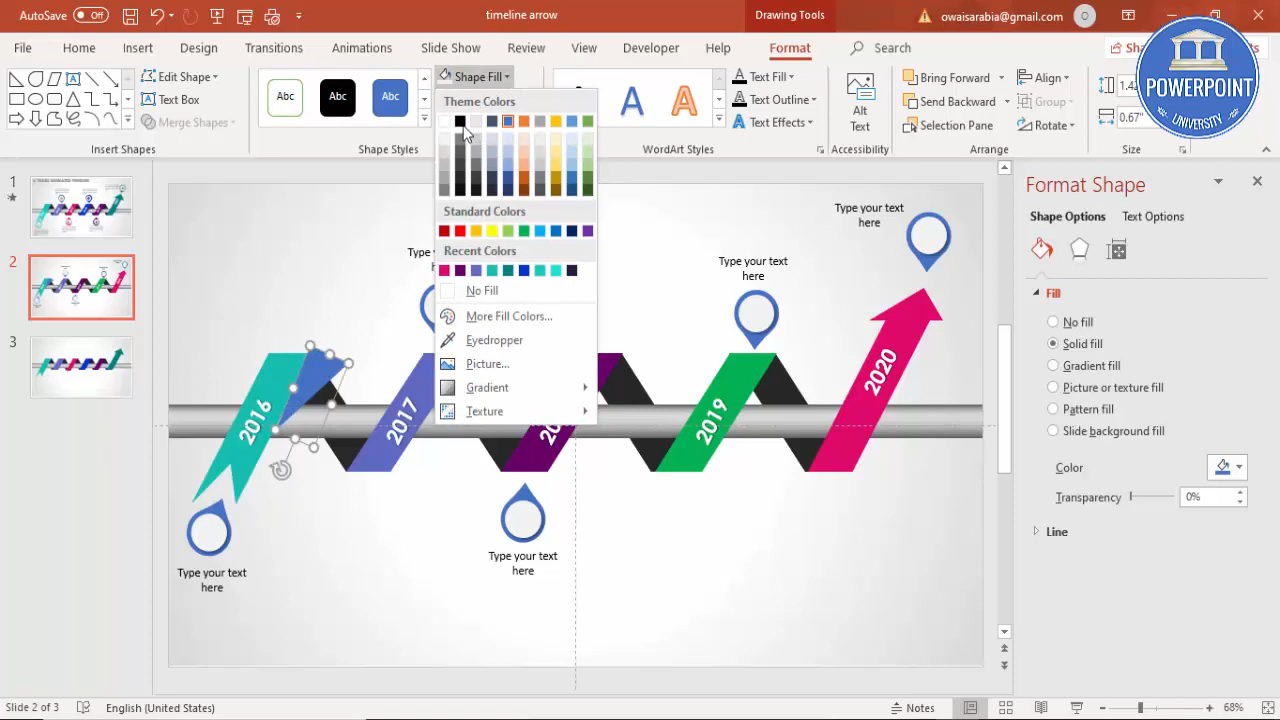 AutoSave Off
timeline arrow
Drawing Tools
owaisarabia@gmail.com
O
File Home Insert Design Transitions Animations Slide Show Review View Developer Help Format Search
POWERPOINT
UNIVERSITY
Edit Shape
Text Box
Merge Shapes
Insert Shapes
Abc Abc Abc
Shape Fill
Shape Styles
A A
Text Fill
Text Outline
Text Effects
WordArt Styles
Alt
Text
Accessibility
Bring Forward
Send Backward
Selection Pane
Align
Group
Rotate
Arrange
0.67"
Size
Theme Colors
Standard Colors
Recent Colors
No Fill
More Fill Colors...
Eyedropper
Picture...
Gradient
Texture
1
2
3
Type your text
here
Type your text
here
2016
2017
2019
2020
Type your text
here
Type your text
here
Format Shape
Shape Options Text Options
Fill
No fill
Solid fill
Gradient fill
Picture or texture fill
Pattern fill
Slide background fill
Color
Transparency 0%
Line
Slide 2 of 3 English (United States)
Notes
68%